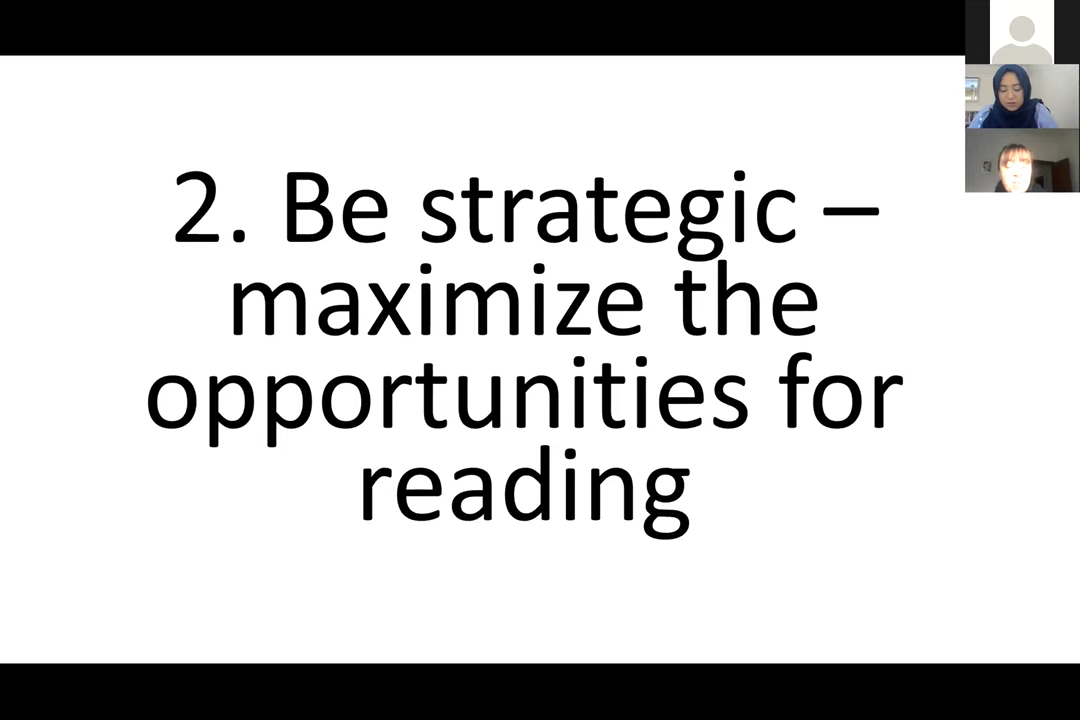 2. Be strategic –
maximize the
opportunities for
reading